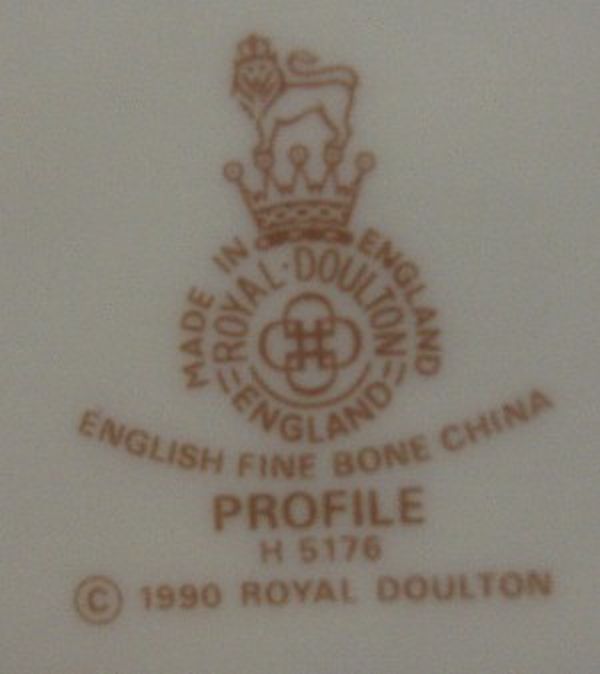 MADE IN ENGLAND
ROYAL·DOULTON
ENGLAND
ENGLISH FINE BONE CHINA
PROFILE
H 5176
© 1990 ROYAL DOULTON